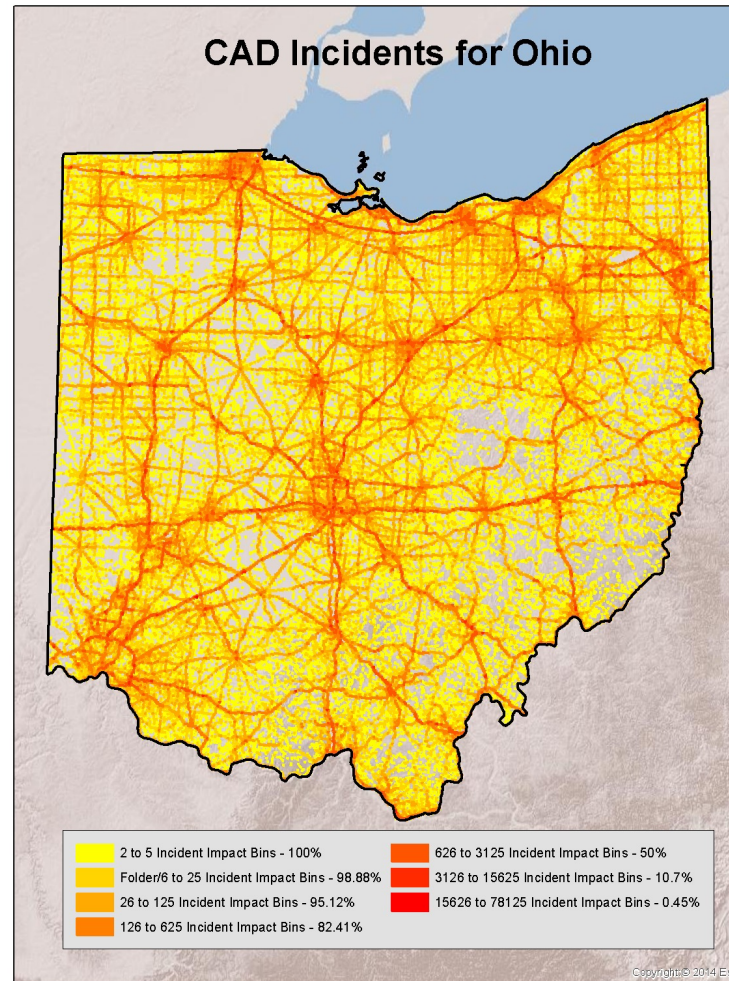 CAD Incidents for Ohio
2 to 5 Incident Impact Bins - 100%
Folder/6 to 25 Incident Impact Bins - 98.88%
26 to 125 Incident Impact Bins - 95.12%
126 to 625 Incident Impact Bins - 82.41%
626 to 3125 Incident Impact Bins - 50%
3126 to 15625 Incident Impact Bins - 10.7%
15626 to 78125 Incident Impact Bins - 0.45%
Copyright:© 2014 Es